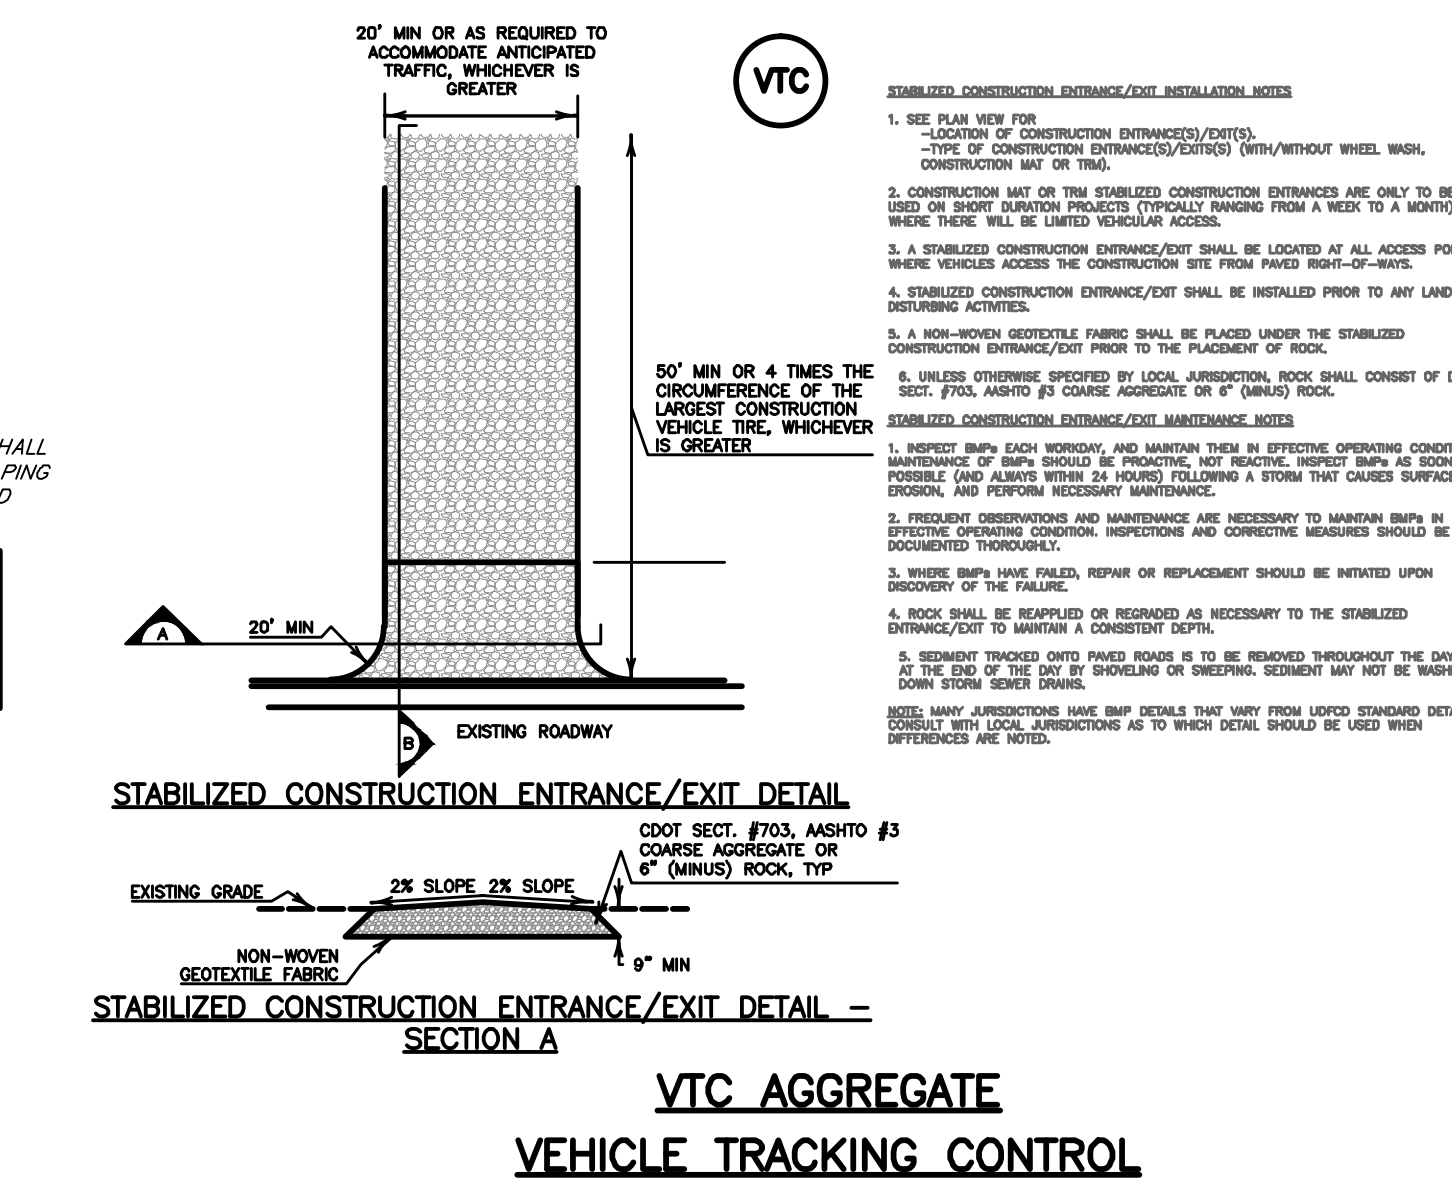 20' MIN OR AS REQUIRED TO
ACCOMMODATE ANTICIPATED
TRAFFIC, WHICHEVER IS
GREATER
VTC
50' MIN OR 4 TIMES THE
CIRCUMFERENCE OF THE
LARGEST CONSTRUCTION
VEHICLE TIRE, WHICHEVER
IS GREATER
HALL
PING
D
A
20' MIN
B
EXISTING ROADWAY
STABILIZED CONSTRUCTION ENTRANCE/EXIT DETAIL
CDOT SECT. #703, AASHTO #3
COARSE AGGREGATE OR
6" (MINUS) ROCK, TYP
EXISTING GRADE
2% SLOPE 2% SLOPE
NON-WOVEN
GEOTEXTILE FABRIC
9" MIN
STABILIZED CONSTRUCTION ENTRANCE/EXIT DETAIL -
SECTION A
STABILIZED CONSTRUCTION ENTRANCE/EXIT INSTALLATION NOTES
1. SEE PLAN VIEW FOR
-LOCATION OF CONSTRUCTION ENTRANCE(S)/EXIT(S).
-TYPE OF CONSTRUCTION ENTRANCE(S)/EXITS(S) (WITH/WITHOUT WHEEL WASH,
CONSTRUCTION MAT OR TRM).
2. CONSTRUCTION MAT OR TRM STABILIZED CONSTRUCTION ENTRANCES ARE ONLY TO BE
USED ON SHORT DURATION PROJECTS (TYPICALLY RANGING FROM A WEEK TO A MONTH)
WHERE THERE WILL BE LIMITED VEHICULAR ACCESS.
3. A STABILIZED CONSTRUCTION ENTRANCE/EXIT SHALL BE LOCATED AT ALL ACCESS PO
WHERE VEHICLES ACCESS THE CONSTRUCTION SITE FROM PAVED RIGHT-OF-WAYS.
4. STABILIZED CONSTRUCTION ENTRANCE/EXIT SHALL BE INSTALLED PRIOR TO ANY LAND
DISTURBING ACTIVITIES.
5. A NON-WOVEN GEOTEXTILE FABRIC SHALL BE PLACED UNDER THE STABILIZED
CONSTRUCTION ENTRANCE/EXIT PRIOR TO THE PLACEMENT OF ROCK.
6. UNLESS OTHERWISE SPECIFIED BY LOCAL JURISDICTION, ROCK SHALL CONSIST OF
SECT. #703, AASHTO #3 COARSE AGGREGATE OR 6" (MINUS) ROCK.
STABILIZED CONSTRUCTION ENTRANCE/EXIT MAINTENANCE NOTES
1. INSPECT BMPs EACH WORKDAY, AND MAINTAIN THEM IN EFFECTIVE OPERATING CONDIT
MAINTENANCE OF BMPs SHOULD BE PROACTIVE, NOT REACTIVE. INSPECT BMPs AS SOON
POSSIBLE (AND ALWAYS WITHIN 24 HOURS) FOLLOWING A STORM THAT CAUSES SURFAC
EROSION, AND PERFORM NECESSARY MAINTENANCE.
2. FREQUENT OBSERVATIONS AND MAINTENANCE ARE NECESSARY TO MAINTAIN BMPs IN
EFFECTIVE OPERATING CONDITION. INSPECTIONS AND CORRECTIVE MEASURES SHOULD BE
DOCUMENTED THOROUGHLY.
3. WHERE BMPs HAVE FAILED, REPAIR OR REPLACEMENT SHOULD BE INITIATED UPON
DISCOVERY OF THE FAILURE.
4. ROCK SHALL BE REAPPLIED OR REGRADED AS NECESSARY TO THE STABILIZED
ENTRANCE/EXIT TO MAINTAIN A CONSISTENT DEPTH.
5. SEDIMENT TRACKED ONTO PAVED ROADS IS TO BE REMOVED THROUGHOUT THE DAY
AT THE END OF THE DAY BY SHOVELING OR SWEEPING. SEDIMENT MAY NOT BE WASH
DOWN STORM SEWER DRAINS.
NOTE: MANY JURISDICTIONS HAVE BMP DETAILS THAT VARY FROM UDFCD STANDARD DETA
CONSULT WITH LOCAL JURISDICTIONS AS TO WHICH DETAIL SHOULD BE USED WHEN
DIFFERENCES ARE NOTED.
VTC AGGREGATE
VEHICLE TRACKING CONTROL